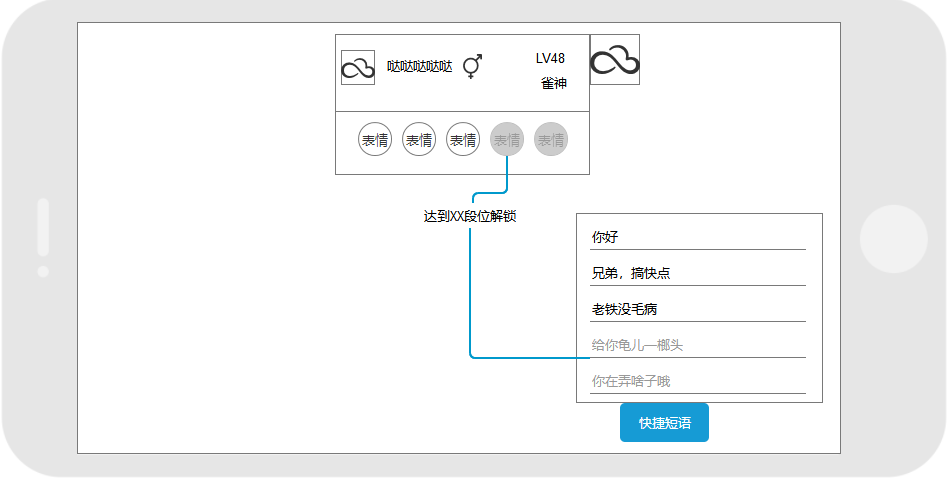 哒哒哒哒哒
LV48
雀神
表情 表情 表情 表情 表情
达到XX段位解锁
你好
兄弟，搞快点
老铁没毛病
给你龟儿一榔头
你在弄啥子哦
快捷短语